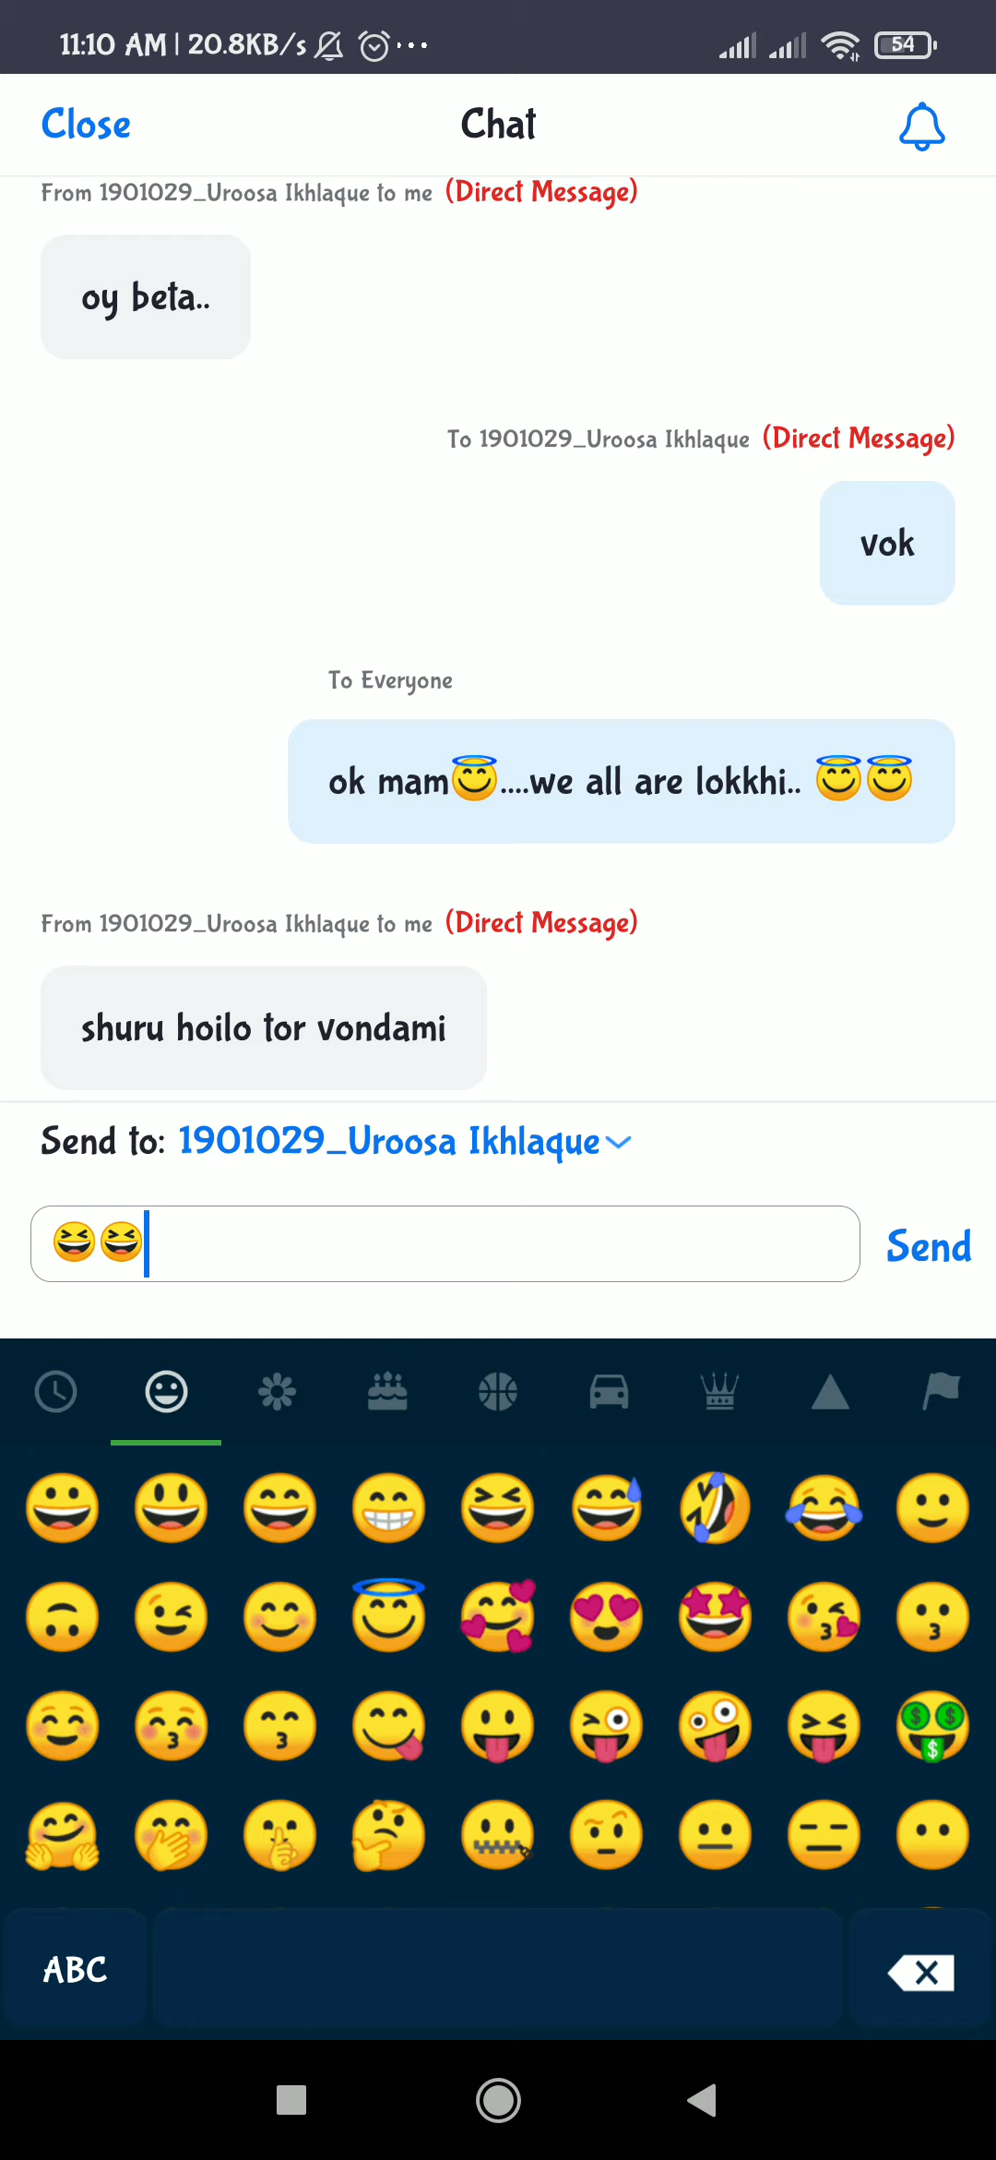 11:10 AM | 20.8KB/s ...
54
Close
Chat
From 1901029_Uroosa Ikhlaque to me (Direct Message)
oy beta..
To 1901029_Uroosa Ikhlaque (Direct Message)
vok
To Everyone
ok mam😇....we all are lokkhi.. 😇😇
From 1901029_Uroosa Ikhlaque to me (Direct Message)
shuru hoilo tor vondami
Send to: 1901029_Uroosa Ikhlaque
😆😆
Send
ABC